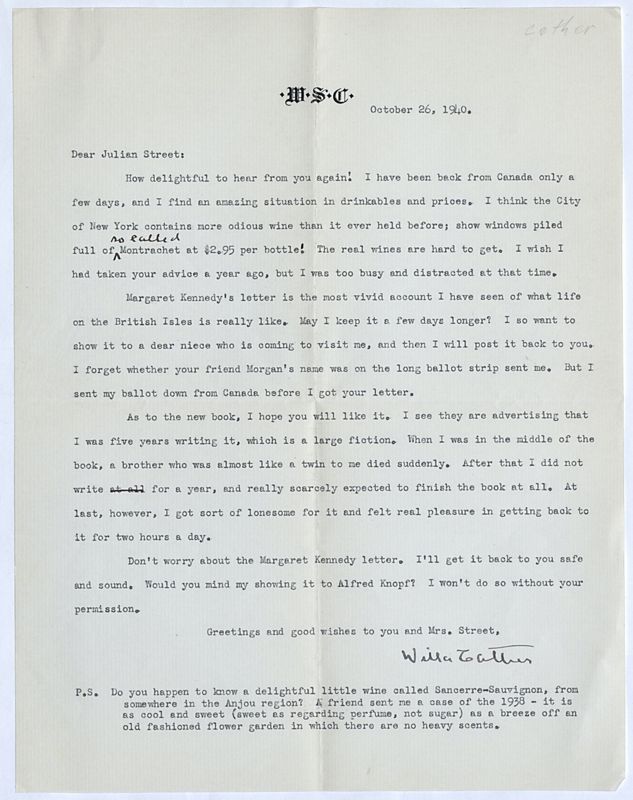 cather
·W·S·C·
October 26, 1940.
Dear Julian Street:
How delightful to hear from you again! I have been back from Canada only a
few days, and I find an amazing situation in drinkables and prices. I think the City
of New York contains more odious wine than it ever held before; show windows piled
so called
full of Montrachet at $2.95 per bottle! The real wines are hard to get. I wish I
had taken your advice a year ago, but I was too busy and distracted at that time.
Margaret Kennedy's letter is the most vivid account I have seen of what life
on the British Isles is really like. May I keep it a few days longer? I so want to
show it to a dear niece who is coming to visit me, and then I will post it back to you.
I forget whether your friend Morgan's name was on the long ballot strip sent me. But I
sent my ballot down from Canada before I got your letter.
As to the new book, I hope you will like it. I see they are advertising that
I was five years writing it, which is a large fiction. When I was in the middle of the
book, a brother who was almost like a twin to me died suddenly. After that I did not
write at all for a year, and really scarcely expected to finish the book at all. At
last, however, I got sort of lonesome for it and felt real pleasure in getting back to
it for two hours a day.
Don't worry about the Margaret Kennedy letter. I'll get it back to you safe
and sound. Would you mind my showing it to Alfred Knopf? I won't do so without your
permission.
Greetings and good wishes to you and Mrs. Street,
Willa Cather
P.S. Do you happen to know a delightful little wine called Sancerre-Sauvignon, from
somewhere in the Anjou region? A friend sent me a case of the 1938 - it is
as cool and sweet (sweet as regarding perfume, not sugar) as a breeze off an
old fashioned flower garden in which there are no heavy scents.